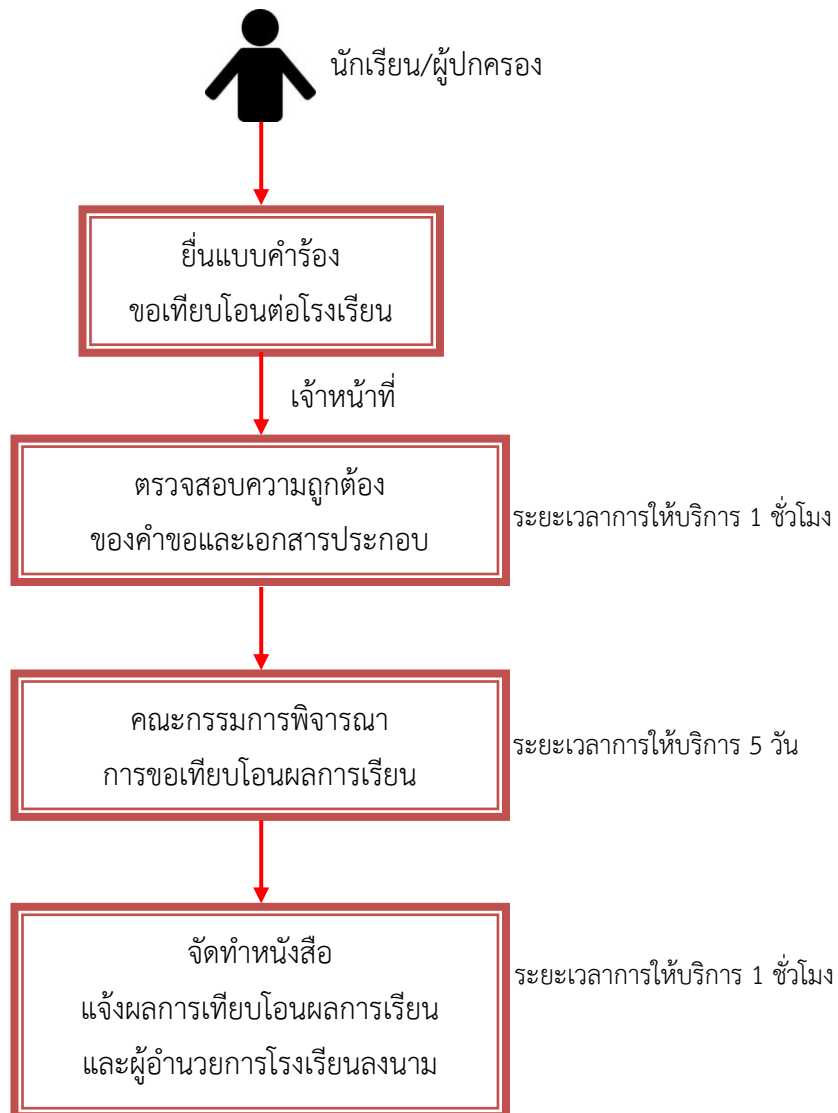 นักเรียน/ผู้ปกครอง
ยื่นแบบคำร้อง
ขอเทียบโอนต่อโรงเรียน
เจ้าหน้าที่
ตรวจสอบความถูกต้อง
ของคำขอและเอกสารประกอบ
ระยะเวลาการให้บริการ 1 ชั่วโมง
คณะกรรมการพิจารณา
การขอเทียบโอนผลการเรียน
ระยะเวลาการให้บริการ 5 วัน
จัดทำหนังสือ
แจ้งผลการเทียบโอนผลการเรียน
และผู้อำนวยการโรงเรียนลงนาม
ระยะเวลาการให้บริการ 1 ชั่วโมง